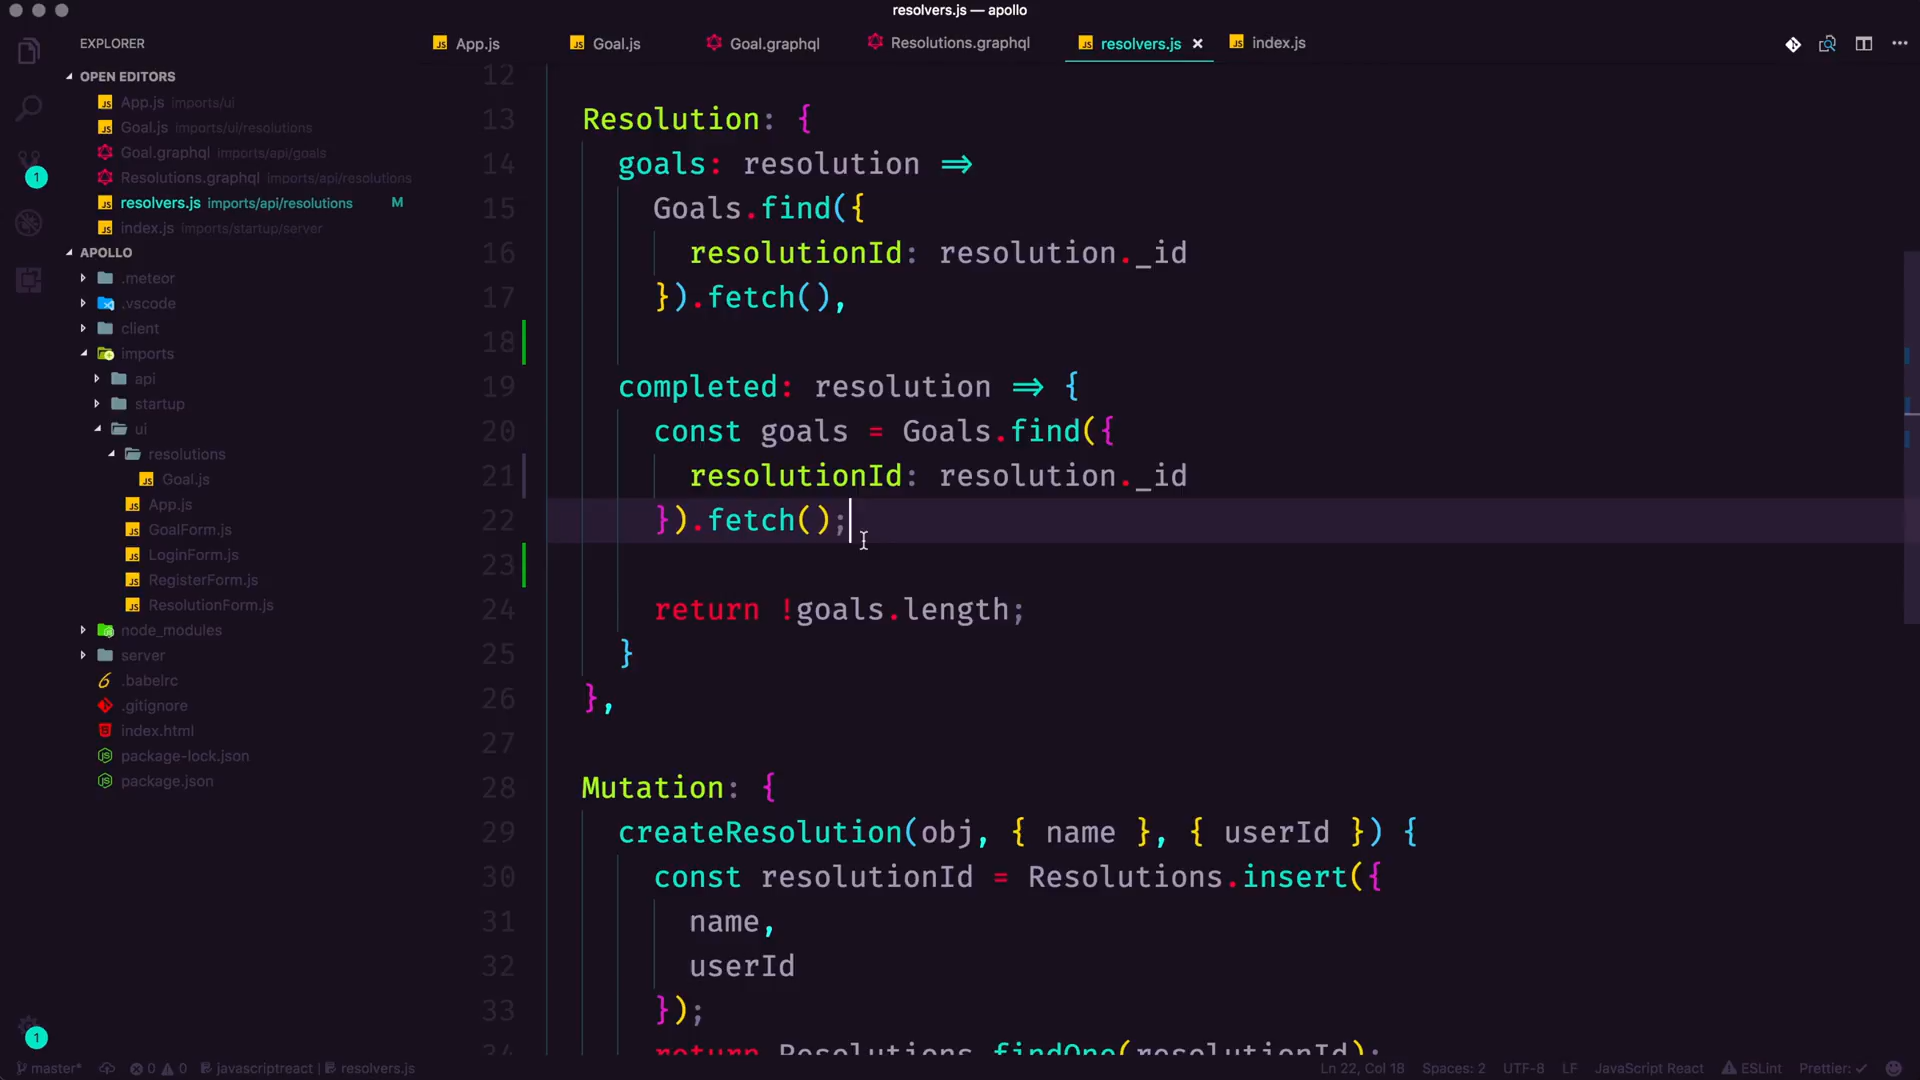 resolvers.js — apollo
EXPLORER
App.js
Goal.js
Goal.graphql
Resolutions.graphql
resolvers.js
index.js
OPEN EDITORS
App.js imports/ui
Goal.js imports/ui/resolutions
Goal.graphql imports/api/goals
Resolutions.graphql imports/api/resolutions
resolvers.js imports/api/resolutions M
index.js imports/startup/server
APOLLO
.meteor
.vscode
client
imports
api
startup
ui
resolutions
Goal.js
App.js
GoalForm.js
LoginForm.js
RegisterForm.js
ResolutionForm.js
node_modules
server
.babelrc
.gitignore
index.html
package-lock.json
package.json
1
1
12
13 Resolution: {
14 goals: resolution =>
15 Goals.find({
16 resolutionId: resolution._id
17 }).fetch(),
18
19 completed: resolution => {
20 const goals = Goals.find({
21 resolutionId: resolution._id
22 }).fetch();
23
24 return !goals.length;
25 }
26 },
27
28 Mutation: {
29 createResolution(obj, { name }, { userId }) {
30 const resolutionId = Resolutions.insert({
31 name,
32 userId
33 });
34 return Resolutions.findOne(resolutionId);
master* 0 0 javascriptreact | resolvers.js Ln 22, Col 18 Spaces: 2 UTF-8 LF JavaScript React ESLint Prettier: ✓